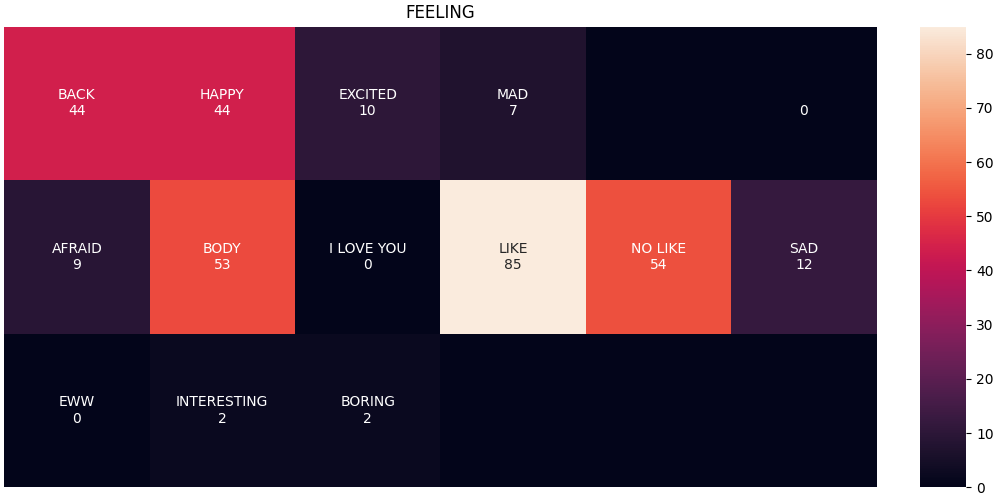 FEELING
BACK
44
HAPPY
44
EXCITED
10
MAD
7
0
AFRAID
9
BODY
53
I LOVE YOU
0
LIKE
85
NO LIKE
54
SAD
12
EWW
0
INTERESTING
2
BORING
2
80
70
60
50
40
30
20
10
0